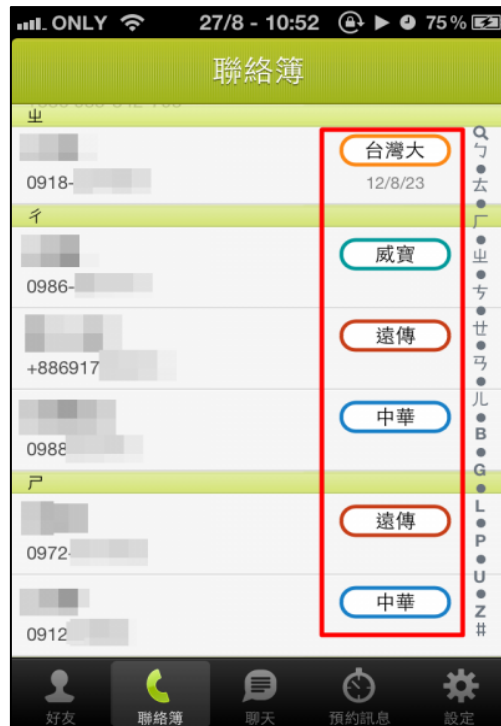 ONLY 27/8 - 10:52 75%
聯絡簿
ㄓ
台灣大
0918-
12/8/23
ㄔ
威寶
0986-
遠傳
+886917
中華
0988
ㄕ
遠傳
0972-
中華
0912
ㄅ
ㄊ
ㄏ
ㄓ
ㄘ
ㄝ
ㄢ
ㄦ
B
G
L
P
U
Z
#
好友 聯絡簿 聊天 預約訊息 設定